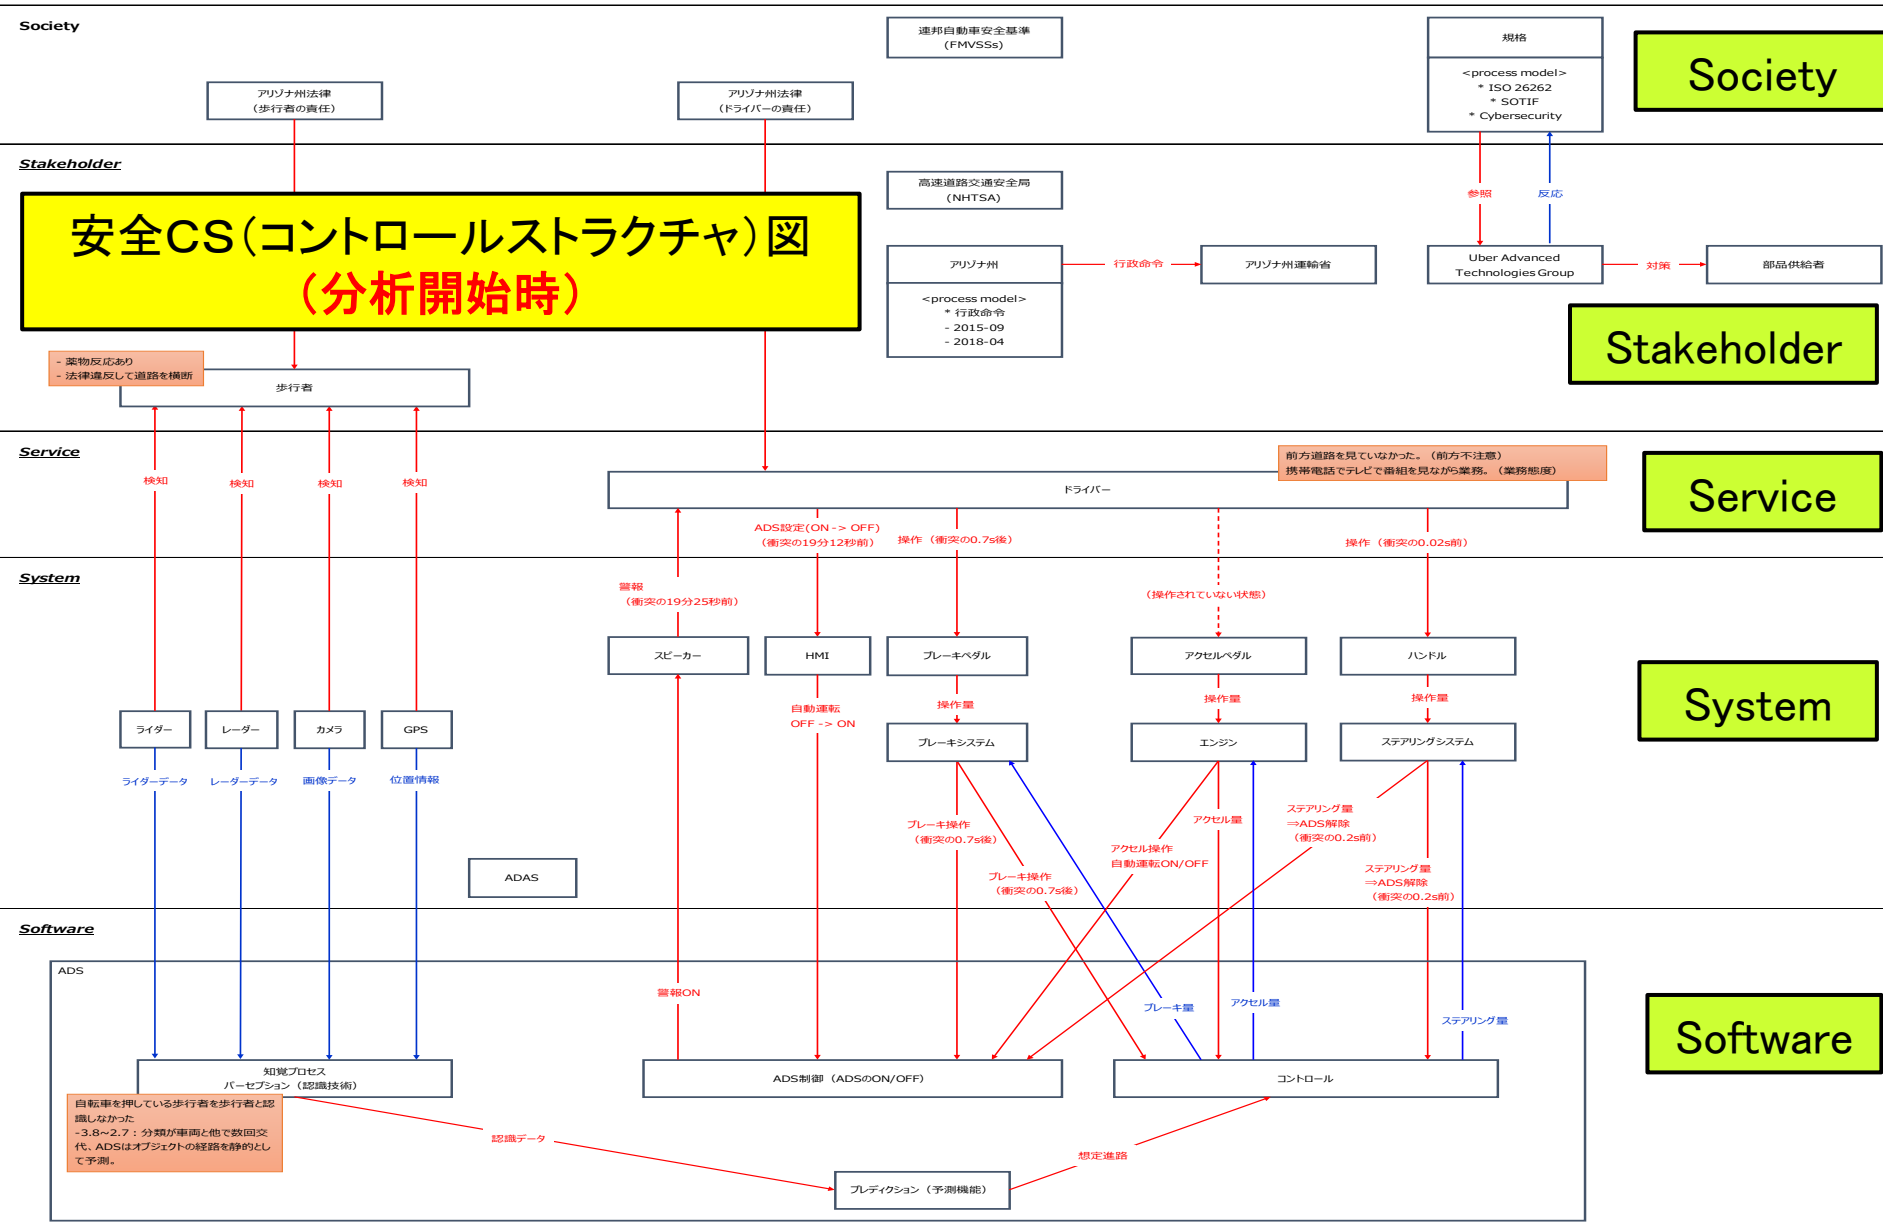 Society
連邦自動車安全基準
(FMVSSs)
規格
<process model>
* ISO 26262
* SOTIF
* Cybersecurity
Society
アリゾナ州法律
(歩行者の責任)
アリゾナ州法律
(ドライバーの責任)
Stakeholder
高速道路交通安全局
(NHTSA)
参照
反応
安全CS(コントロールストラクチャ)図
(分析開始時)
アリゾナ州
<process model>
* 行政命令
- 2015-09
- 2018-04
行政命令
アリゾナ州運輸省
Uber Advanced
Technologies Group
対策
部品供給者
Stakeholder
- 薬物反応あり
- 法律違反して道路を横断
歩行者
Service
検知
検知
検知
検知
前方道路を見ていなかった。(前方不注意)
携帯電話でテレビで番組を見ながら業務。(業務態度)
ドライバー
Service
ADS設定(ON -> OFF)
(衝突の19分12秒前)
操作 (衝突の0.7s後)
操作 (衝突の0.02s前)
System
警報
(衝突の19分25秒前)
(操作されていない状態)
スピーカー
HMI
ブレーキペダル
アクセルペダル
ハンドル
System
自動運転
OFF -> ON
操作量
操作量
操作量
ライダー
レーダー
カメラ
GPS
ブレーキシステム
エンジン
ステアリングシステム
ライダーデータ
レーダーデータ
画像データ
位置情報
ブレーキ操作
(衝突の0.7s後)
アクセル量
ステアリング量
⇒ADS解除
(衝突の0.2s前)
アクセル操作
自動運転ON/OFF
ブレーキ操作
(衝突の0.7s後)
ステアリング量
⇒ADS解除
(衝突の0.2s前)
ADAS
Software
ADS
警報ON
ブレーキ量
アクセル量
ステアリング量
Software
知覚プロセス
パーセプション (認識技術)
ADS制御 (ADSのON/OFF)
コントロール
自転車を押している歩行者を歩行者と認
識しなかった
-3.8~2.7 : 分類が車両と他で数回交
代、ADSはオブジェクトの経路を静的とし
て予測。
認識データ
想定進路
プレディクション (予測機能)